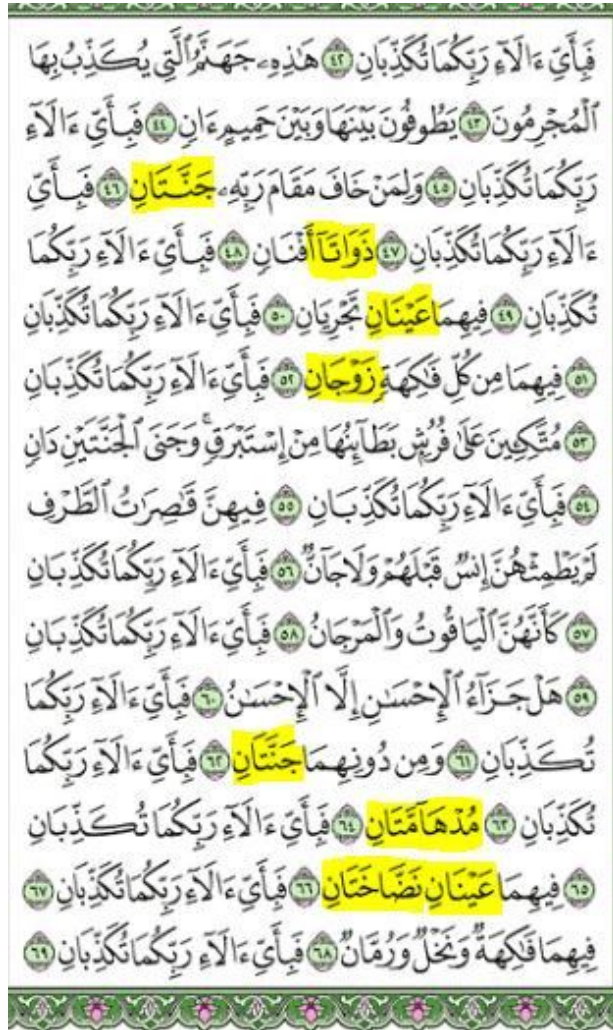 فَبِأَيِّ ءَالَآءِ رَبِّكُمَا تُكَذِّبَانِ ٤٢ هَٰذِهِۦ جَهَنَّمُ ٱلَّتِي يُكَذِّبُ بِهَا
ٱلْمُجْرِمُونَ ٤٣ يَطُوفُونَ بَيْنَهَا وَبَيْنَ حَمِيمٍ ءَانٍ ٤٤ فَبِأَيِّ ءَالَآءِ
رَبِّكُمَا تُكَذِّبَانِ ٤٥ وَلِمَنْ خَافَ مَقَامَ رَبِّهِۦ جَنَّتَانِ ٤٦ فَبِأَيِّ
ءَالَآءِ رَبِّكُمَا تُكَذِّبَانِ ٤٧ ذَوَاتَآ أَفْنَانٍ ٤٨ فَبِأَيِّ ءَالَآءِ رَبِّكُمَا
تُكَذِّبَانِ ٤٩ فِيهِمَا عَيْنَانِ تَجْرِيَانِ ٥٠ فَبِأَيِّ ءَالَآءِ رَبِّكُمَا تُكَذِّبَانِ
٥١ فِيهِمَا مِن كُلِّ فَٰكِهَةٍ زَوْجَانِ ٥٢ فَبِأَيِّ ءَالَآءِ رَبِّكُمَا تُكَذِّبَانِ
٥٣ مُتَّكِـِٔينَ عَلَىٰ فُرُشٍۭ بَطَآئِنُهَا مِنْ إِسْتَبْرَقٍۚ وَجَنَى ٱلْجَنَّتَيْنِ دَانٍ
٥٤ فَبِأَيِّ ءَالَآءِ رَبِّكُمَا تُكَذِّبَانِ ٥٥ فِيهِنَّ قَٰصِرَٰتُ ٱلطَّرْفِ
لَمْ يَطْمِثْهُنَّ إِنسٌ قَبْلَهُمْ وَلَا جَآنٌّ ٥٦ فَبِأَيِّ ءَالَآءِ رَبِّكُمَا تُكَذِّبَانِ
٥٧ كَأَنَّهُنَّ ٱلْيَاقُوتُ وَٱلْمَرْجَانُ ٥٨ فَبِأَيِّ ءَالَآءِ رَبِّكُمَا تُكَذِّبَانِ
٥٩ هَلْ جَزَآءُ ٱلْإِحْسَٰنِ إِلَّا ٱلْإِحْسَٰنُ ٦٠ فَبِأَيِّ ءَالَآءِ رَبِّكُمَا
تُكَذِّبَانِ ٦١ وَمِن دُونِهِمَا جَنَّتَانِ ٦٢ فَبِأَيِّ ءَالَآءِ رَبِّكُمَا
تُكَذِّبَانِ ٦٣ مُدْهَآمَّتَانِ ٦٤ فَبِأَيِّ ءَالَآءِ رَبِّكُمَا تُكَذِّبَانِ
٦٥ فِيهِمَا عَيْنَانِ نَضَّاخَتَانِ ٦٦ فَبِأَيِّ ءَالَآءِ رَبِّكُمَا تُكَذِّبَانِ ٦٧
فِيهِمَا فَٰكِهَةٌ وَنَخْلٌ وَرُمَّانٌ ٦٨ فَبِأَيِّ ءَالَآءِ رَبِّكُمَا تُكَذِّبَانِ ٦٩